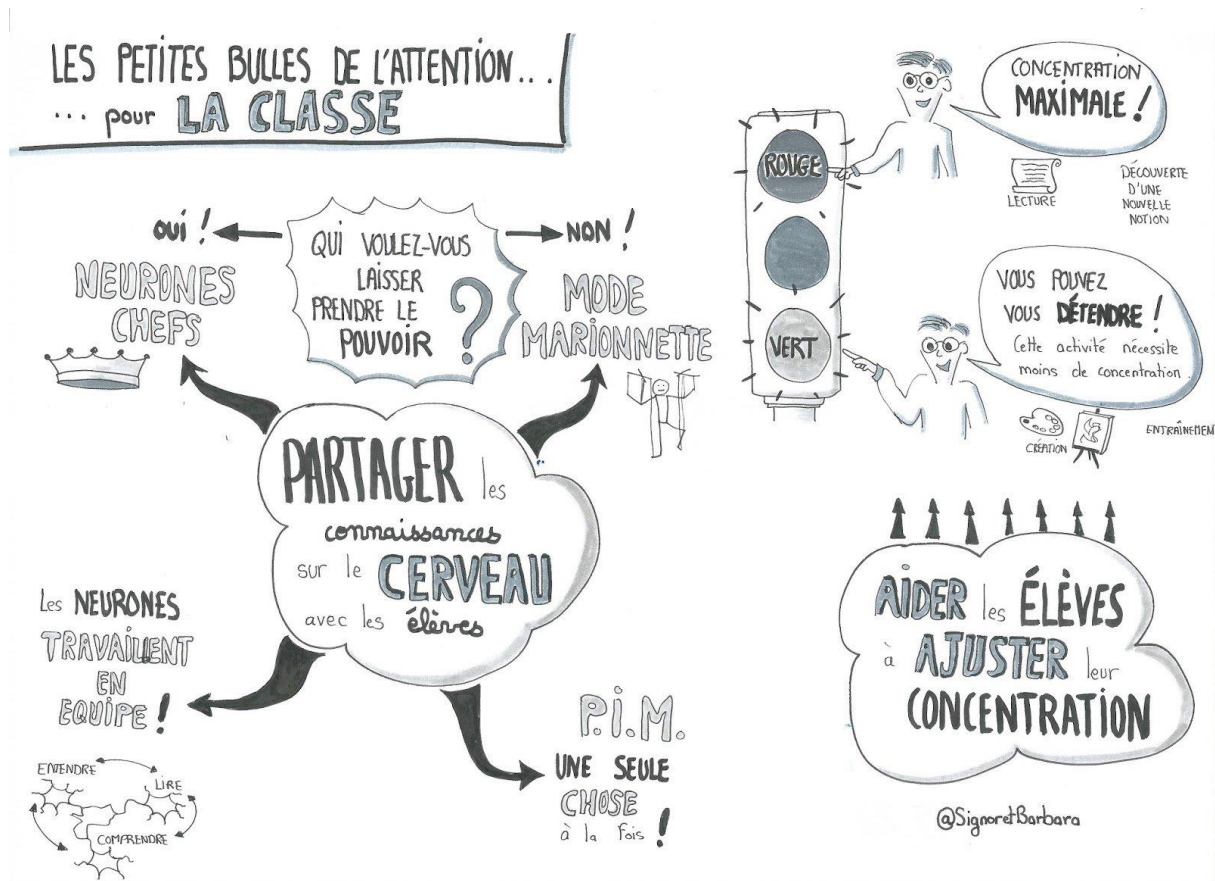 LES PETITES BULLES DE L'ATTENTION...
... pour LA CLASSE
OUI !
NEURONES
CHEFS
QUI VOULEZ-VOUS
LAISSER
PRENDRE LE
POUVOIR ?
NON !
MODE
MARIONNETTE
PARTAGER les
connaissances
sur le CERVEAU
avec les élèves
Les NEURONES
TRAVAILLENT
EN
EQUIPE !
ENTENDRE
LIRE
COMPRENDRE
P.I.M.
UNE SEULE
CHOSE
à la fois !
ROUGE
CONCENTRATION
MAXIMALE !
LECTURE
DÉCOUVERTE
D'UNE
NOUVELLE
NOTION
VERT
VOUS POUVEZ
VOUS DÉTENDRE !
Cette activité nécessite
moins de concentration.
CRÉATION
ENTRAÎNEMEN
AIDER les ÉLÈVES
à AJUSTER leur
CONCENTRATION
@SignoretBarbara